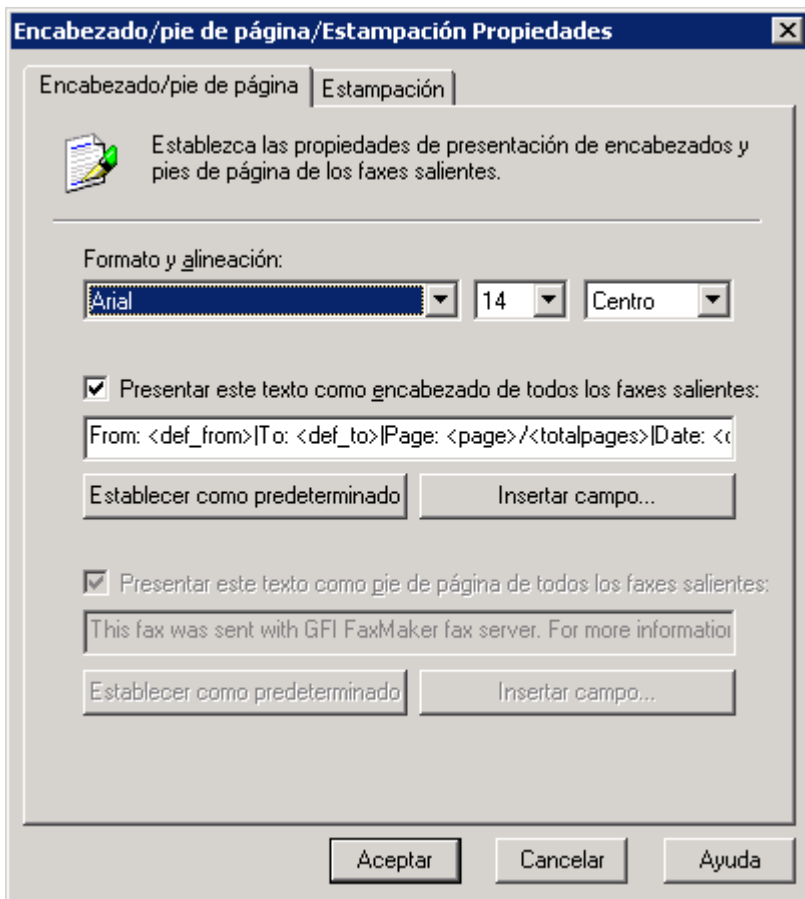 Encabezado/pie de página/Estampación Propiedades
Encabezado/pie de página Estampación
Establezca las propiedades de presentación de encabezados y
pies de página de los faxes salientes.
Formato y alineación:
Arial 14 Centro
Presentar este texto como encabezado de todos los faxes salientes:
From: <def_from>|To: <def_to>|Page: <page>/<totalpages>|Date: <
Establecer como predeterminado Insertar campo...
Presentar este texto como pie de página de todos los faxes salientes:
This fax was sent with GFI FaxMaker fax server. For more information
Establecer como predeterminado Insertar campo...
Aceptar Cancelar Ayuda